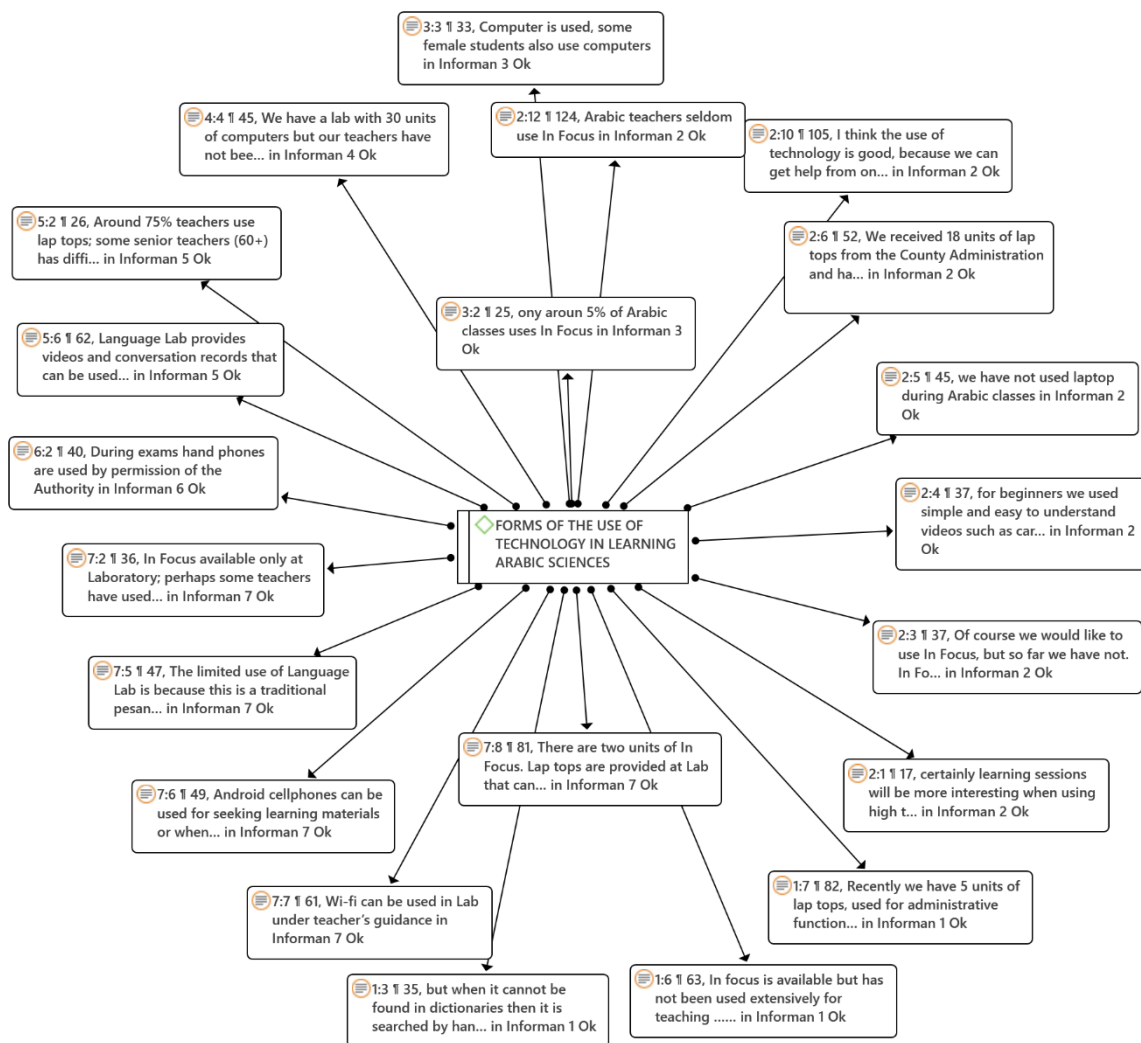 3:3 ¶ 33, Computer is used, some
female students also use computers
in Informan 3 Ok
4:4 ¶ 45, We have a lab with 30 units
of computers but our teachers have
not bee... in Informan 4 Ok
2:12 ¶ 124, Arabic teachers seldom
use In Focus in Informan 2 Ok
2:10 ¶ 105, I think the use of
technology is good, because we can
get help from on... in Informan 2 Ok
5:2 ¶ 26, Around 75% teachers use
lap tops; some senior teachers (60+)
has diffi... in Informan 5 Ok
2:6 ¶ 52, We received 18 units of lap
tops from the County Administration
and ha... in Informan 2 Ok
3:2 ¶ 25, ony aroun 5% of Arabic
classes uses In Focus in Informan 3
Ok
5:6 ¶ 62, Language Lab provides
videos and conversation records that
can be used... in Informan 5 Ok
2:5 ¶ 45, we have not used laptop
during Arabic classes in Informan 2
Ok
6:2 ¶ 40, During exams hand phones
are used by permission of the
Authority in Informan 6 Ok
2:4 ¶ 37, for beginners we used
simple and easy to understand
videos such as car... in Informan 2
Ok
FORMS OF THE USE OF
TECHNOLOGY IN LEARNING
ARABIC SCIENCES
7:2 ¶ 36, In Focus available only at
Laboratory; perhaps some teachers
have used... in Informan 7 Ok
2:3 ¶ 37, Of course we would like to
use In Focus, but so far we have not.
In Fo... in Informan 2 Ok
7:5 ¶ 47, The limited use of Language
Lab is because this is a traditional
pesan... in Informan 7 Ok
7:8 ¶ 81, There are two units of In
Focus. Lap tops are provided at Lab
that can... in Informan 7 Ok
2:1 ¶ 17, certainly learning sessions
will be more interesting when using
high t... in Informan 2 Ok
7:6 ¶ 49, Android cellphones can be
used for seeking learning materials
or when... in Informan 7 Ok
1:7 ¶ 82, Recently we have 5 units of
lap tops, used for administrative
function... in Informan 1 Ok
7:7 ¶ 61, Wi-fi can be used in Lab
under teacher's guidance in
Informan 7 Ok
1:3 ¶ 35, but when it cannot be
found in dictionaries then it is
searched by han... in Informan 1 Ok
1:6 ¶ 63, In focus is available but has
not been used extensively for
teaching ...... in Informan 1 Ok